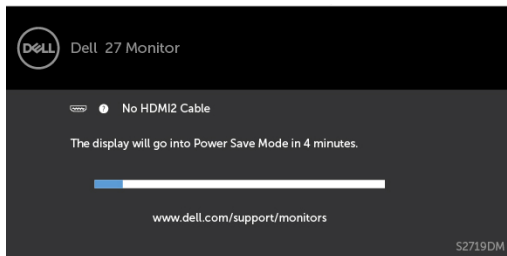 DELL
Dell 27 Monitor
? No HDMI2 Cable
The display will go into Power Save Mode in 4 minutes.
www.dell.com/support/monitors
S2719DM